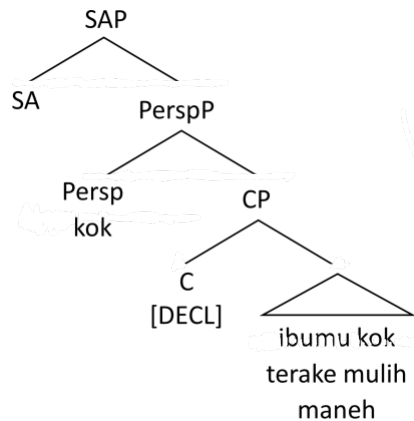 SAP
SA
PerspP
Persp
kok
CP
C
[DECL]
ibumu kok
terake mulih
maneh